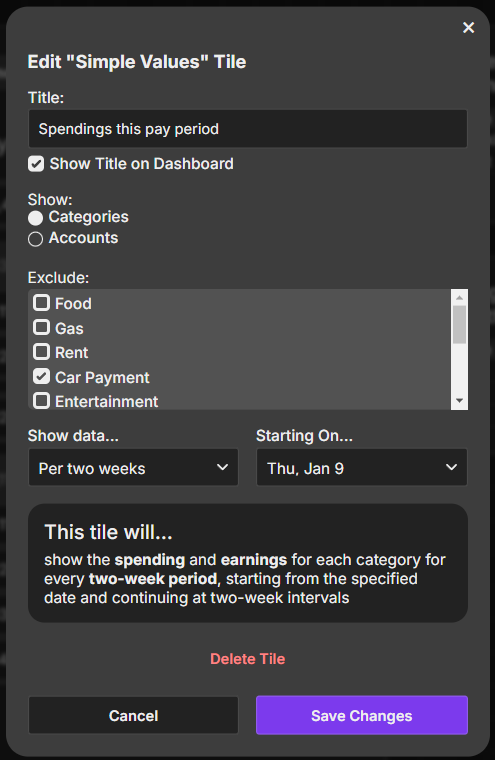 Edit "Simple Values" Tile
Title:
Spendings this pay period
Show Title on Dashboard
Show:
Categories
Accounts
Exclude:
Food
Gas
Rent
Car Payment
Entertainment
Show data... Starting On...
Per two weeks Thu, Jan 9
This tile will...
show the spending and earnings for each category for
every two-week period, starting from the specified
date and continuing at two-week intervals
Delete Tile
Cancel Save Changes